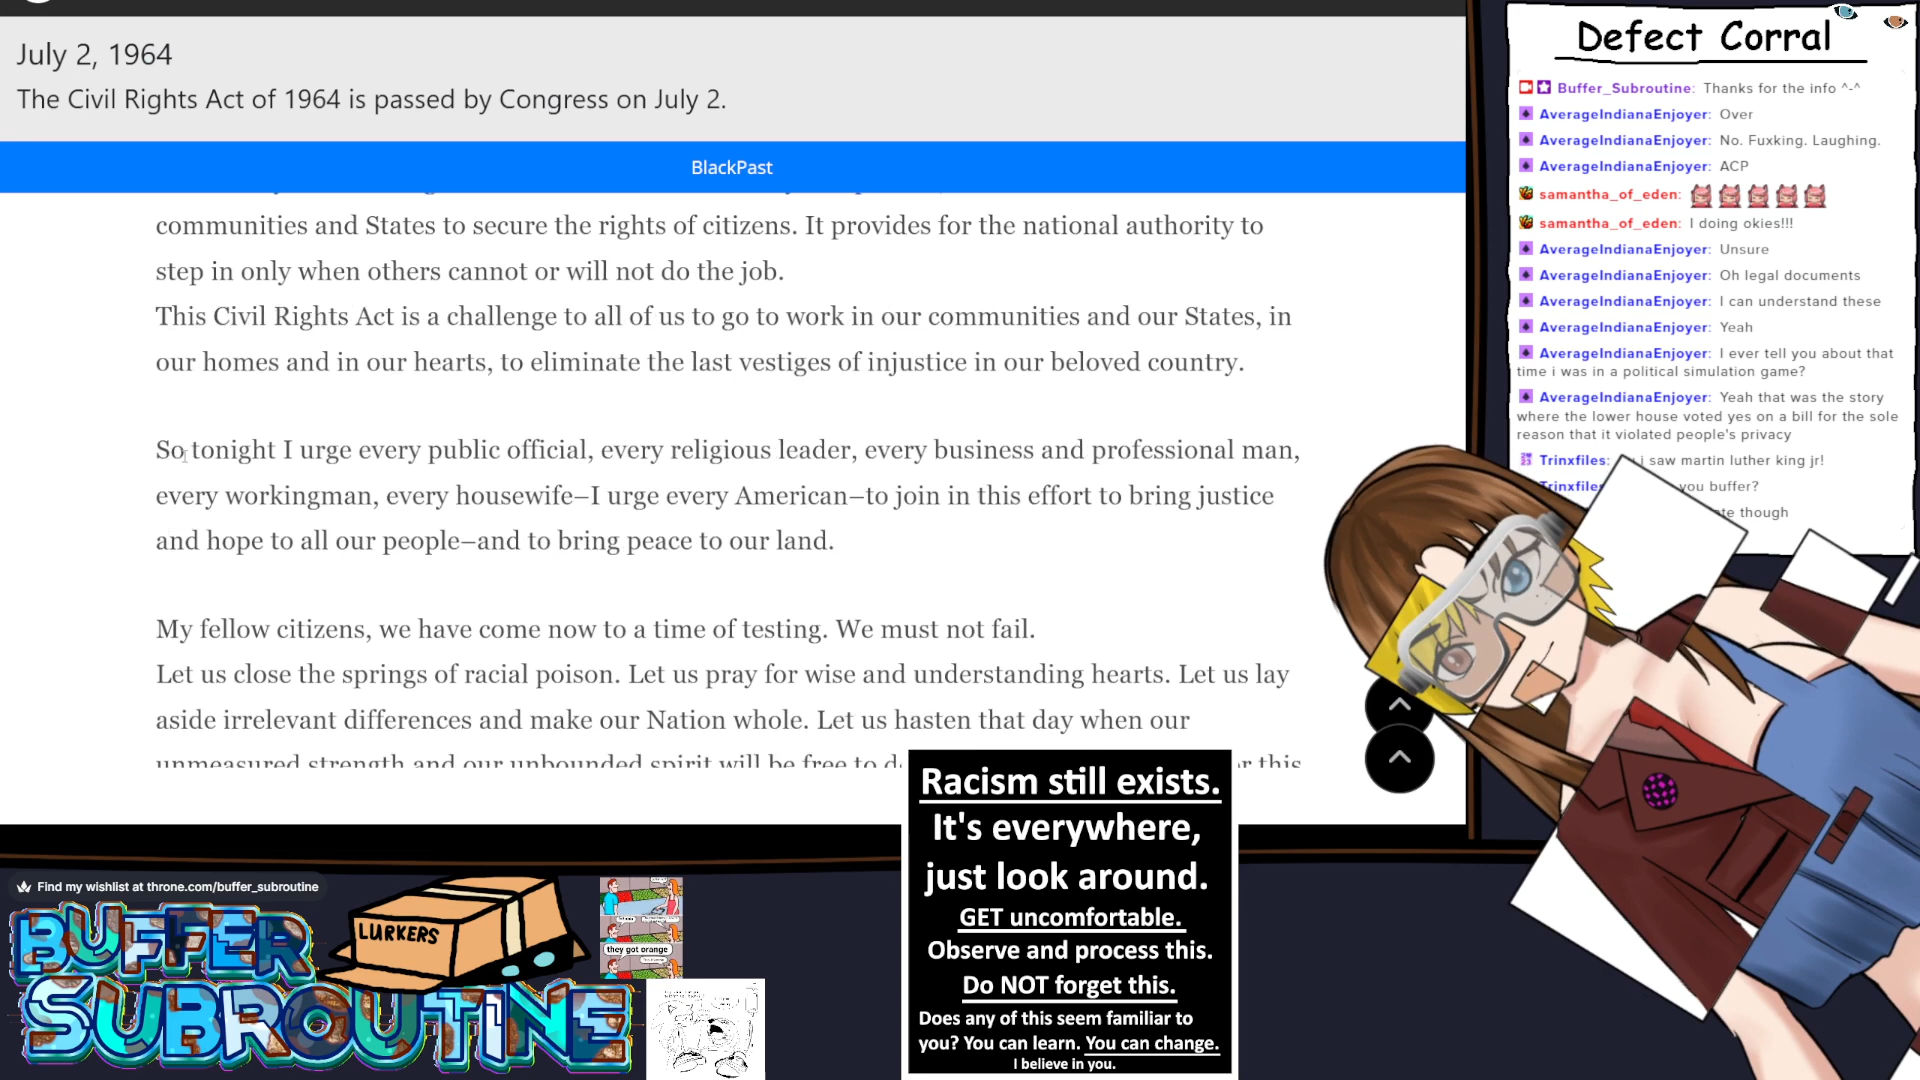 July 2, 1964
The Civil Rights Act of 1964 is passed by Congress on July 2.
BlackPast
communities and States to secure the rights of citizens. It provides for the national authority to
step in only when others cannot or will not do the job.
This Civil Rights Act is a challenge to all of us to go to work in our communities and our States, in
our homes and in our hearts, to eliminate the last vestiges of injustice in our beloved country.
So tonight I urge every public official, every religious leader, every business and professional man,
every workingman, every housewife–I urge every American–to join in this effort to bring justice
and hope to all our people–and to bring peace to our land.
My fellow citizens, we have come now to a time of testing. We must not fail.
Let us close the springs of racial poison. Let us pray for wise and understanding hearts. Let us lay
aside irrelevant differences and make our Nation whole. Let us hasten that day when our
unmeasured strength and our unbounded spirit will be free to
Defect Corral
Buffer_Subroutine: Thanks for the info ^-^
AverageIndianaEnjoyer: Over
AverageIndianaEnjoyer: No. Fuxking. Laughing.
AverageIndianaEnjoyer: ACP
samantha_of_eden:
samantha_of_eden: I doing okies!!!
AverageIndianaEnjoyer: Unsure
AverageIndianaEnjoyer: Oh legal documents
AverageIndianaEnjoyer: I can understand these
AverageIndianaEnjoyer: Yeah
AverageIndianaEnjoyer: I ever tell you about that
time i was in a political simulation game?
AverageIndianaEnjoyer: Yeah that was the story
where the lower house voted yes on a bill for the sole
reason that it violated people's privacy
Trinxfiles: i saw martin luther king jr!
Trinxfiles you buffer?
though
Find my wishlist at throne.com/buffer_subroutine
BUFFER
SUBROUTINE
LURKERS
they got orange
Racism still exists.
It's everywhere,
just look around.
GET uncomfortable.
Observe and process this.
Do NOT forget this.
Does any of this seem familiar to
you? You can learn. You can change.
I believe in you.